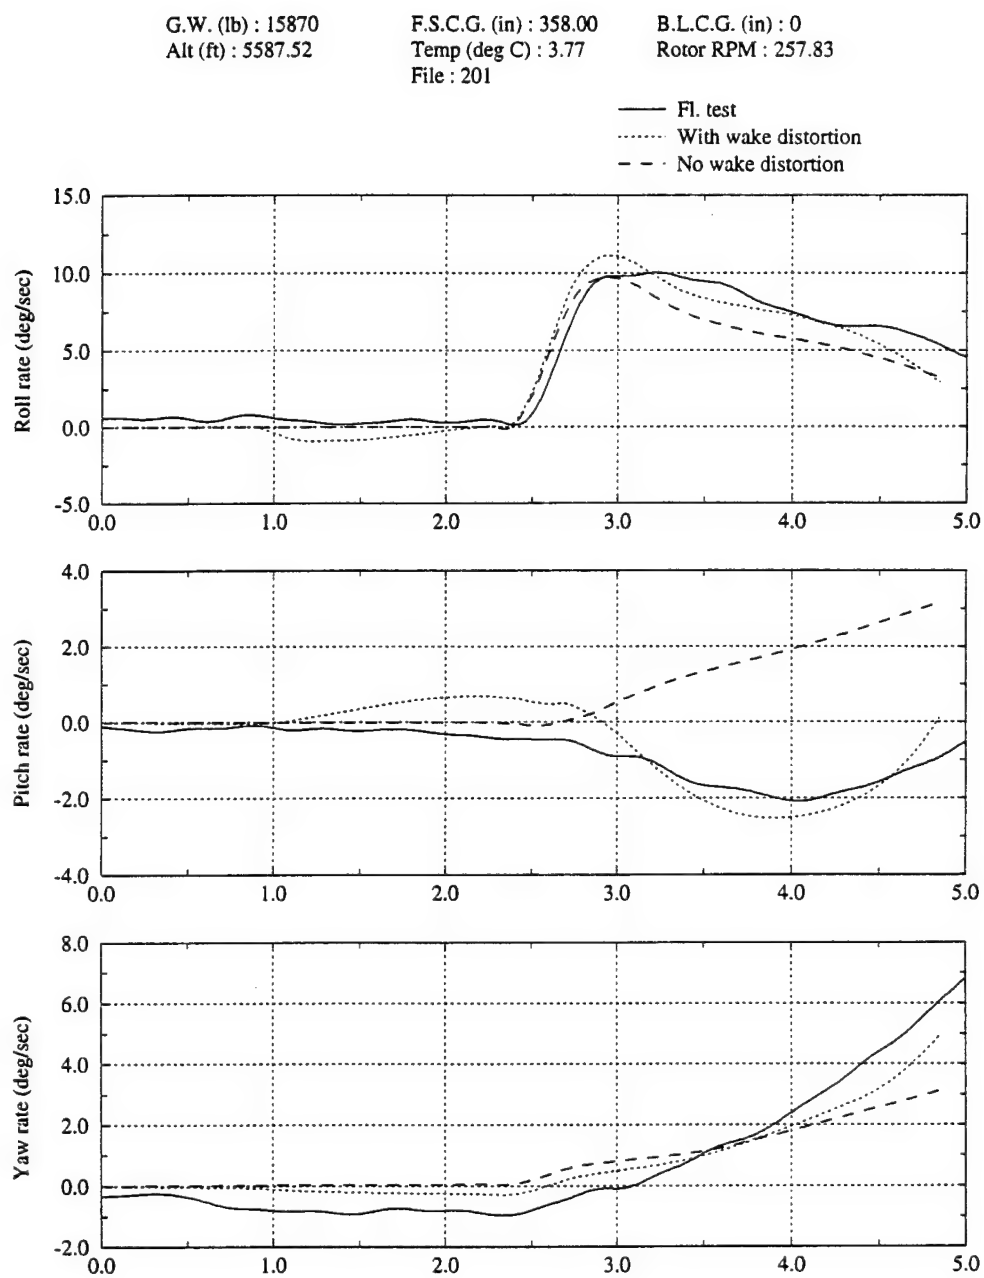 G.W. (lb) : 15870 F.S.C.G. (in) : 358.00 B.L.C.G. (in) : 0
Alt (ft) : 5587.52 Temp (deg C) : 3.77 Rotor RPM : 257.83
File : 201
Fl. test
With wake distortion
No wake distortion
Roll rate (deg/sec)
15.0
10.0
5.0
0.0
-5.0
0.0 1.0 2.0 3.0 4.0 5.0
Pitch rate (deg/sec)
4.0
2.0
0.0
-2.0
-4.0
0.0 1.0 2.0 3.0 4.0 5.0
Yaw rate (deg/sec)
8.0
6.0
4.0
2.0
0.0
-2.0
0.0 1.0 2.0 3.0 4.0 5.0